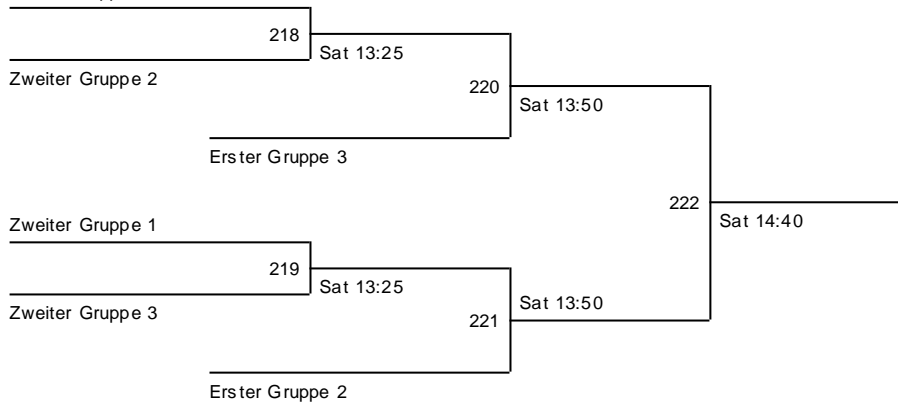 218
Sat 13:25
Zweiter Gruppe 2
220
Sat 13:50
Erster Gruppe 3
222
Sat 14:40
Zweiter Gruppe 1
219
Sat 13:25
Zweiter Gruppe 3
221
Sat 13:50
Erster Gruppe 2